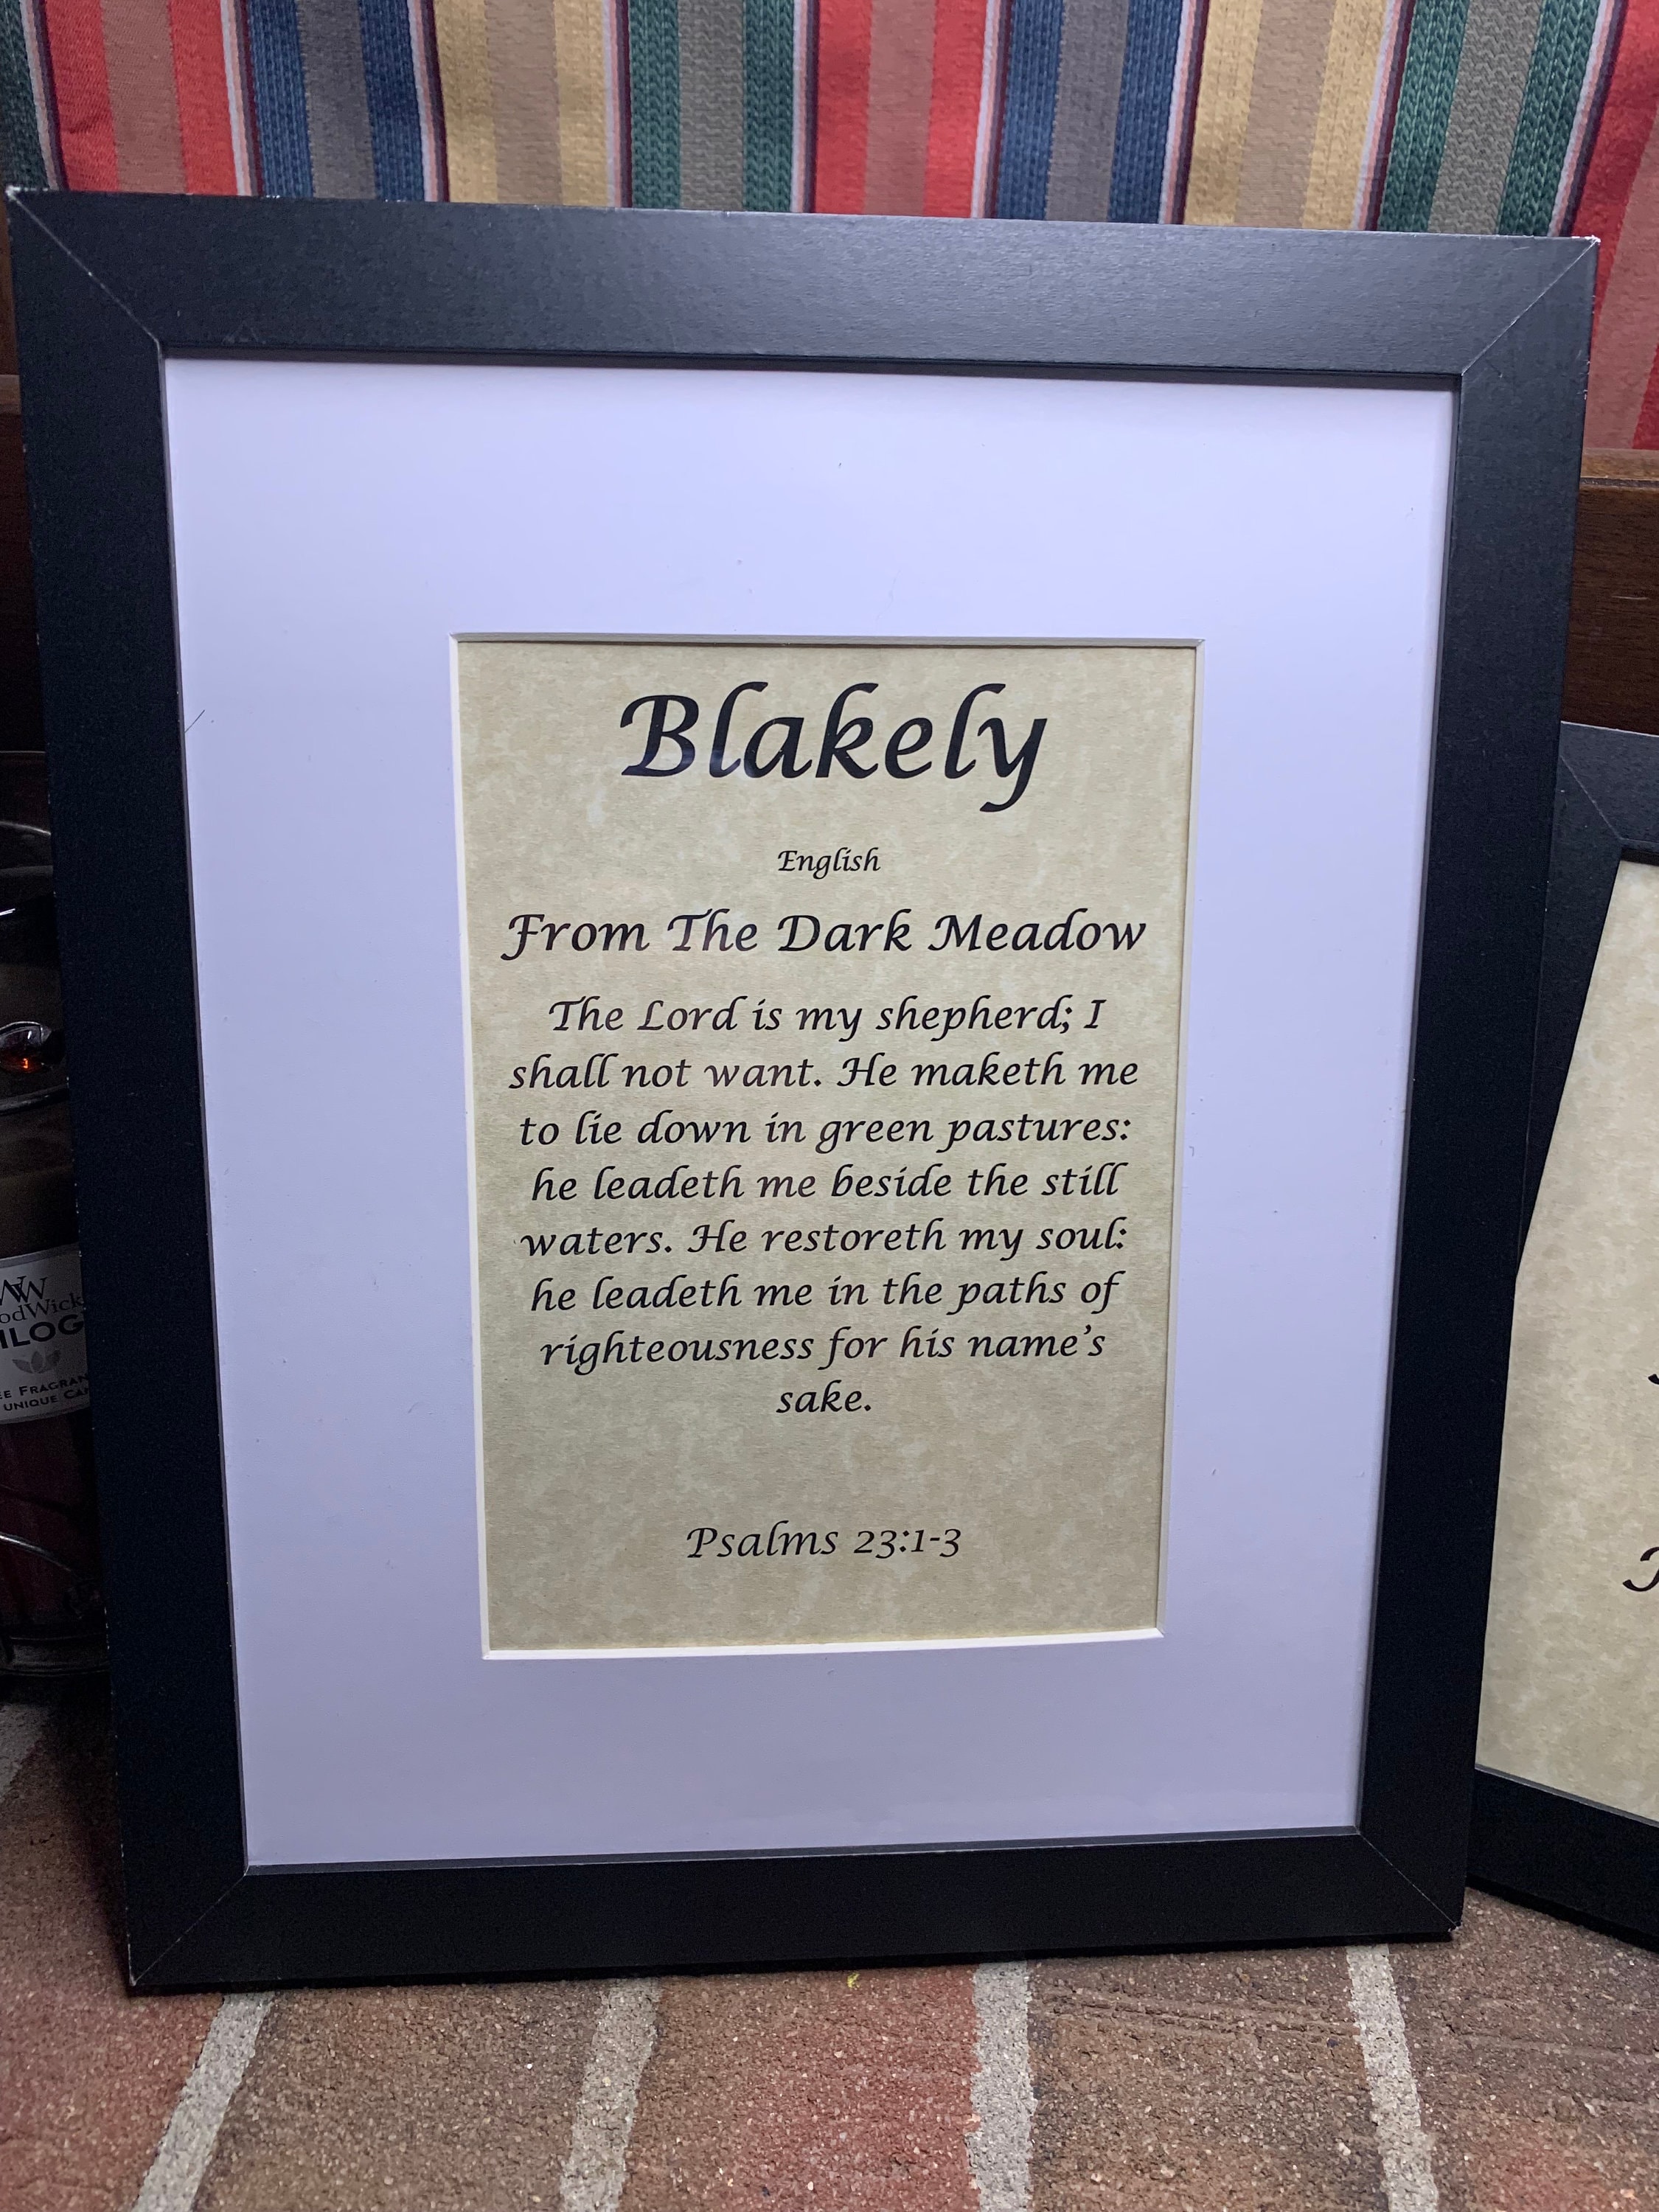 Blakely
English
From The Dark Meadow
The Lord is my shepherd; I
shall not want. He maketh me
to lie down in green pastures:
he leadeth me beside the still
waters. He restoreth my soul:
he leadeth me in the paths of
righteousness for his name's
sake.
Psalms 23:1-3
WW
UNIQUE